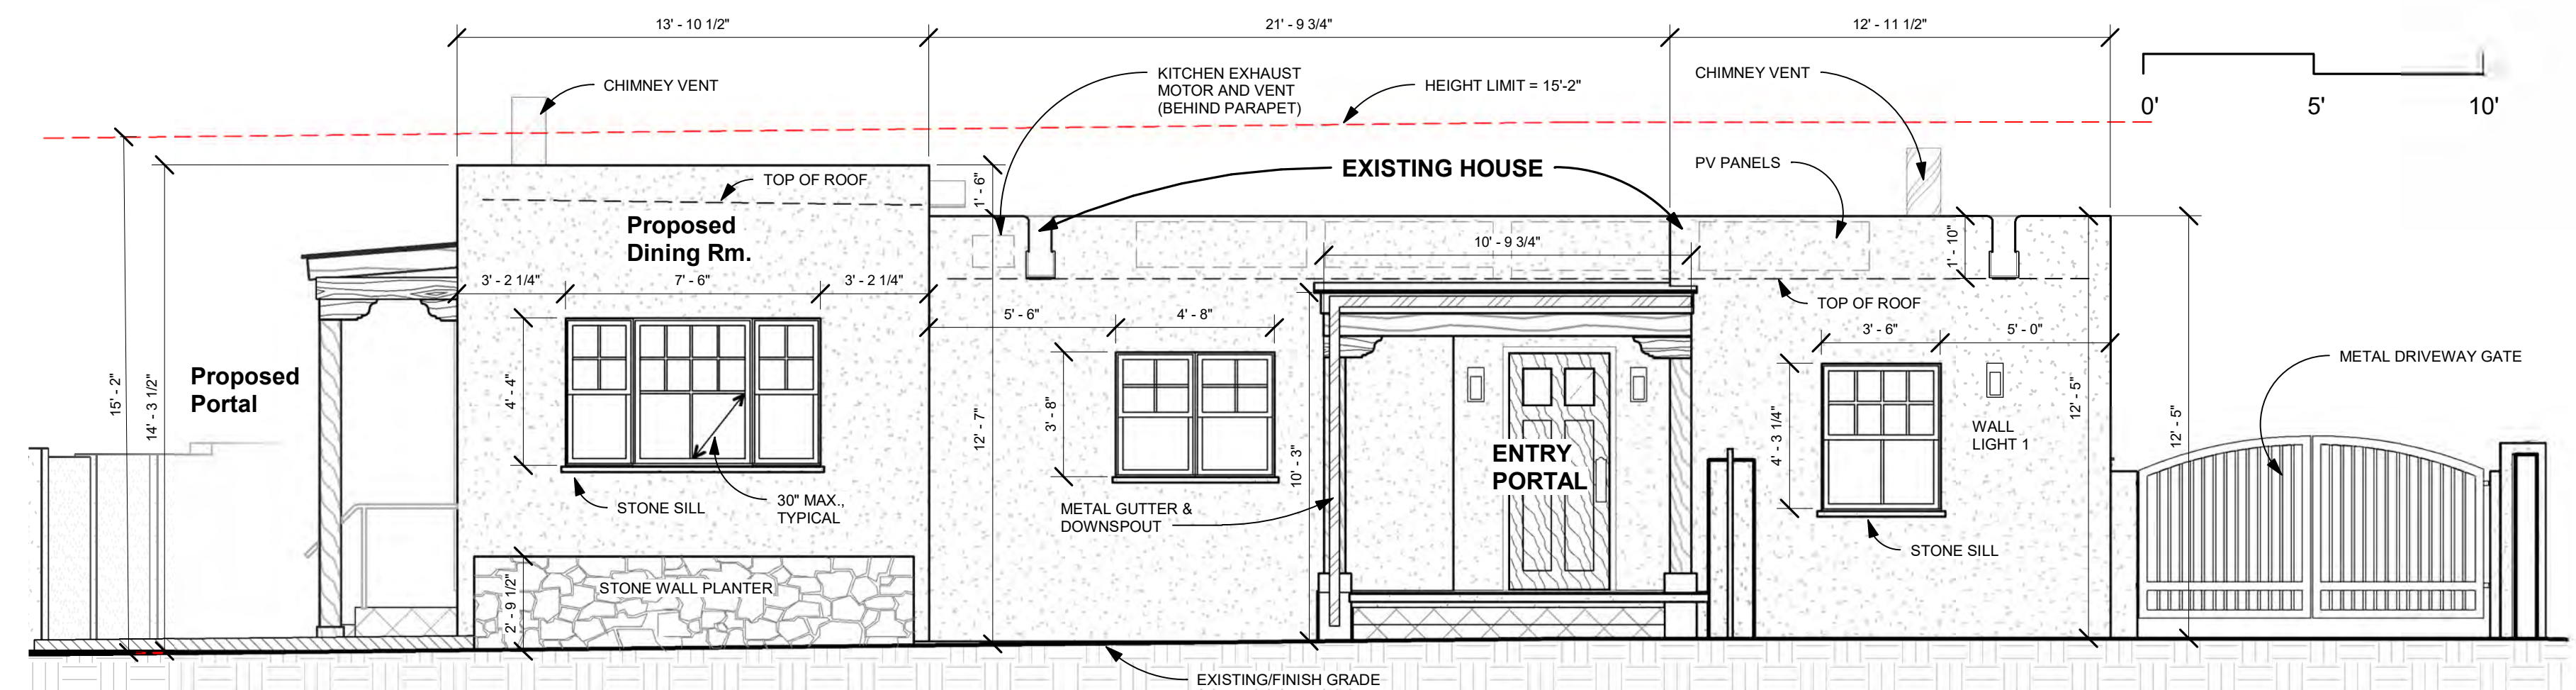 13' - 10 1/2"
21' - 9 3/4"
12' - 11 1/2"
CHIMNEY VENT
KITCHEN EXHAUST
MOTOR AND VENT
(BEHIND PARAPET)
HEIGHT LIMIT = 15'-2"
CHIMNEY VENT
0'
5'
10'
TOP OF ROOF
1' - 6"
EXISTING HOUSE
PV PANELS
Proposed
Dining Rm.
10' - 9 3/4"
1' - 10"
3' - 2 1/4"
7' - 6"
3' - 2 1/4"
TOP OF ROOF
5' - 6"
4' - 8"
3' - 6"
5' - 0"
METAL DRIVEWAY GATE
Proposed
Portal
15' - 2"
14' - 3 1/2"
4' - 4"
12' - 7"
3' - 8"
10' - 3"
4' - 3 1/4"
12' - 5"
12' - 5"
WALL
LIGHT 1
ENTRY
PORTAL
STONE SILL
30" MAX.,
TYPICAL
METAL GUTTER &
DOWNSPOUT
STONE SILL
2' - 9 1/2"
STONE WALL PLANTER
EXISTING/FINISH GRADE